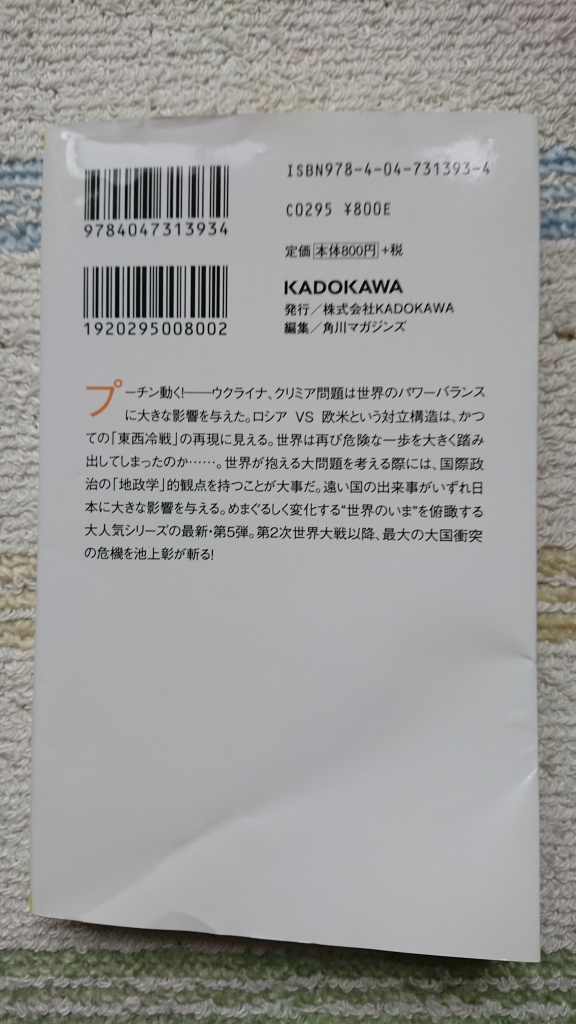 ISBN978-4-04-731393-4
9784047313934
C0295 ¥800E
定価 本体800円 +税
1920295008002
KADOKAWA
発行／株式会社KADOKAWA
編集／角川マガジンズ
プーチン動く!――ウクライナ、クリミア問題は世界のパワーバランス
に大きな影響を与えた。ロシア VS 欧米という対立構造は、かつ
ての「東西冷戦」の再現に見える。世界は再び危険な一歩を大きく踏み
出してしまったのか……。世界が抱える大問題を考える際には、国際政
治の「地政学」的観点を持つことが大事だ。遠い国の出来事がいずれ日
本に大きな影響を与える。めまぐるしく変化する“世界のいま”を俯瞰する
大人気シリーズの最新・第5弾。第2次世界大戦以降、最大の大国衝突
の危機を池上彰が斬る!